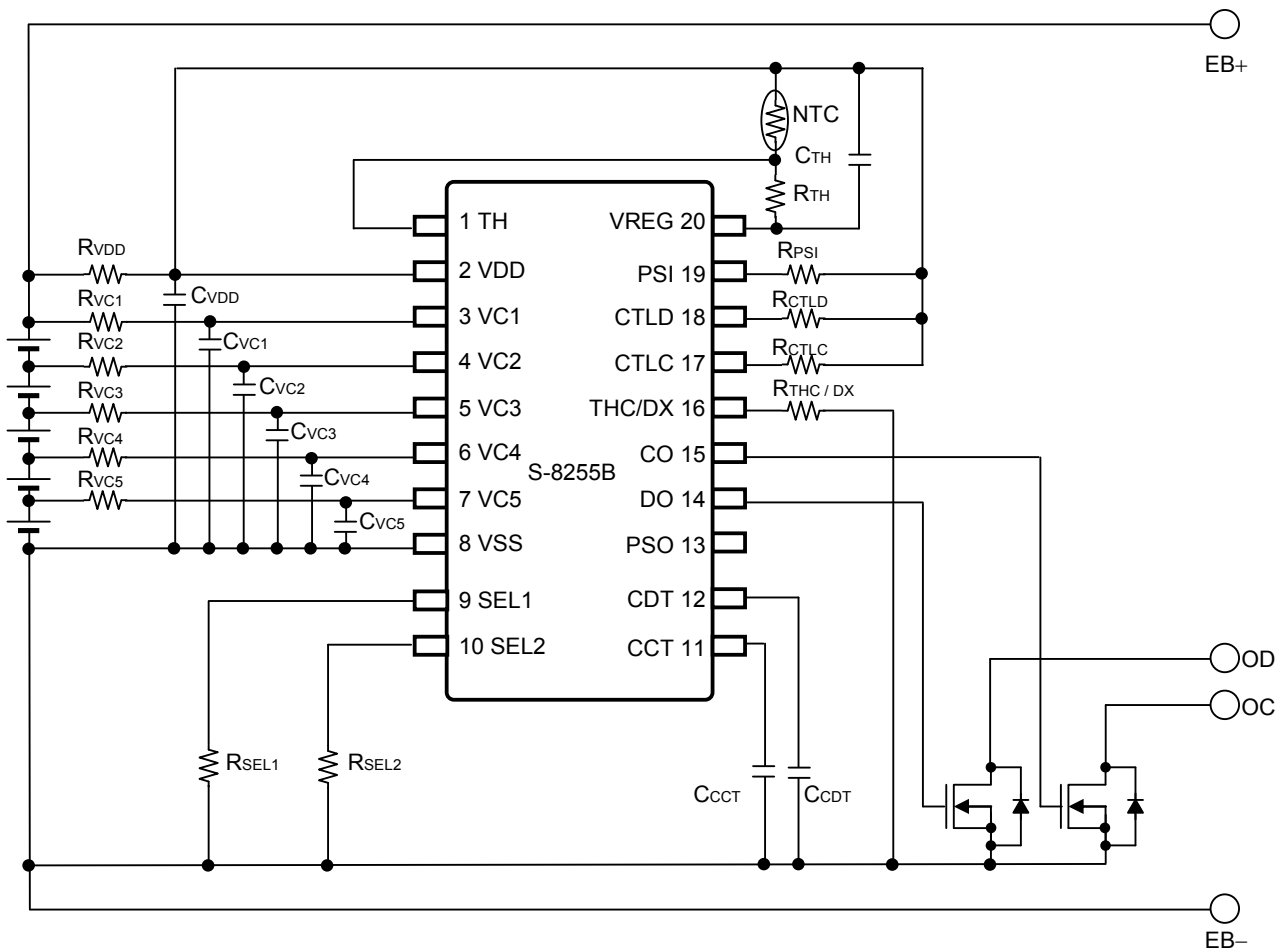 EB+
NTC
CTH
RTH
1 TH
VREG 20
RVDD
2 VDD
PSI 19
RPSI
CVDD
RVC1
3 VC1
CTLD 18
RCTLD
CVC1
RVC2
4 VC2
CTLC 17
RCTLC
CVC2
RVC3
5 VC3
THC/DX 16
RTHC / DX
CVC3
RVC4
6 VC4
CO 15
S-8255B
CVC4
RVC5
7 VC5
DO 14
CVC5
8 VSS
PSO 13
9 SEL1
CDT 12
10 SEL2
CCT 11
OD
OC
RSEL1
RSEL2
CCCT
CCDT
EB−